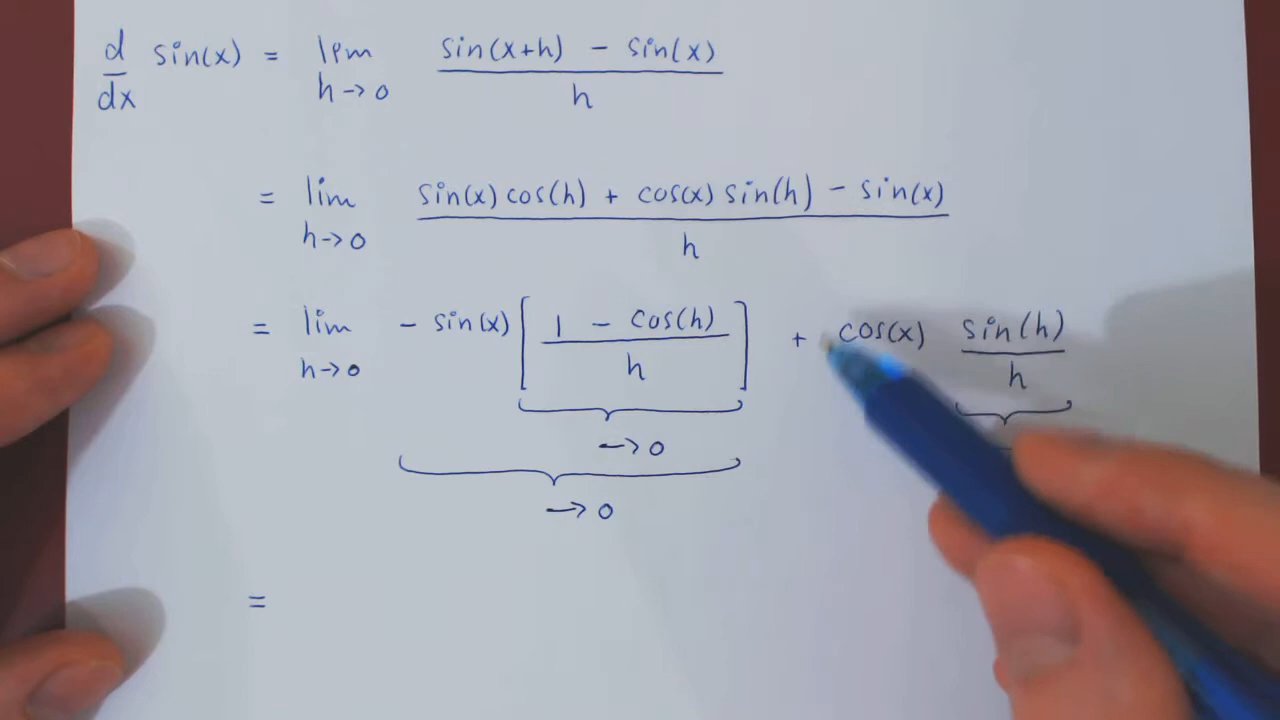 d/dx sin(x) = lim h→0 sin(x+h) - sin(x) / h
= lim h→0 sin(x) cos(h) + cos(x) sin(h) - sin(x) / h
= lim h→0 - sin(x) [ 1 - cos(h) / h ] + cos(x) sin(h) / h
→ 0
→ 0
=